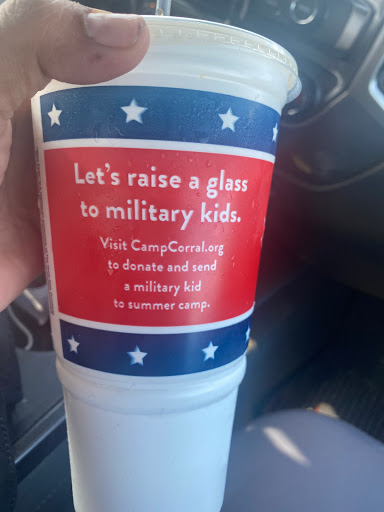 Let's raise a glass
to military kids.
Visit CampCorral.org
to donate and send
a military kid
to summer camp.